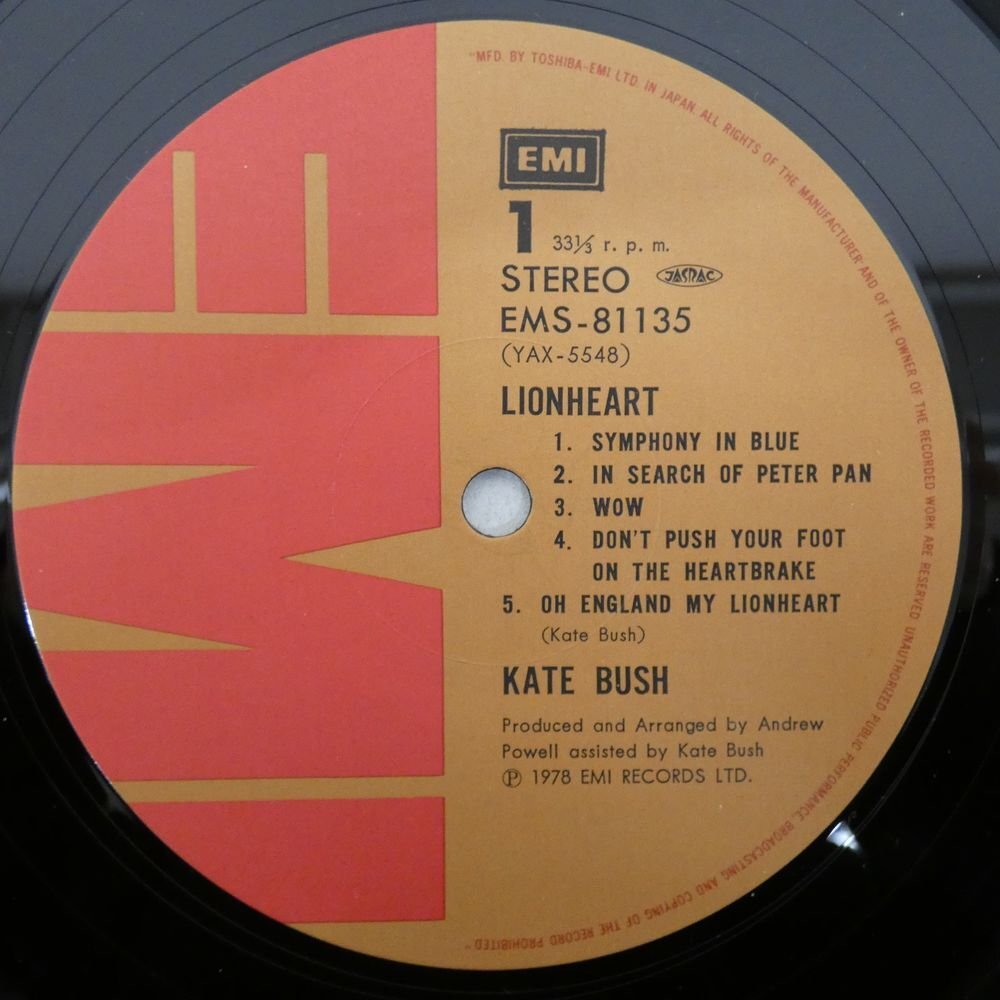 "MFD. BY TOSHIBA-EMI LTD. IN JAPAN. ALL RIGHTS OF THE MANUFACTURER AND OF THE OWNER OF THE RECORDED WORK ARE RESERVED. UNAUTHORIZED PUBLIC PERFORMANCE, BROADCASTING AND COPYING OF THE RECORD PROHIBITED"
EMI
1 33⅓ r. p. m.
STEREO JASRAC
EMS-81135
(YAX-5548)
LIONHEART
1. SYMPHONY IN BLUE
2. IN SEARCH OF PETER PAN
3. WOW
4. DON'T PUSH YOUR FOOT
ON THE HEARTBRAKE
5. OH ENGLAND MY LIONHEART
(Kate Bush)
KATE BUSH
Produced and Arranged by Andrew
Powell assisted by Kate Bush
℗ 1978 EMI RECORDS LTD.
EMI